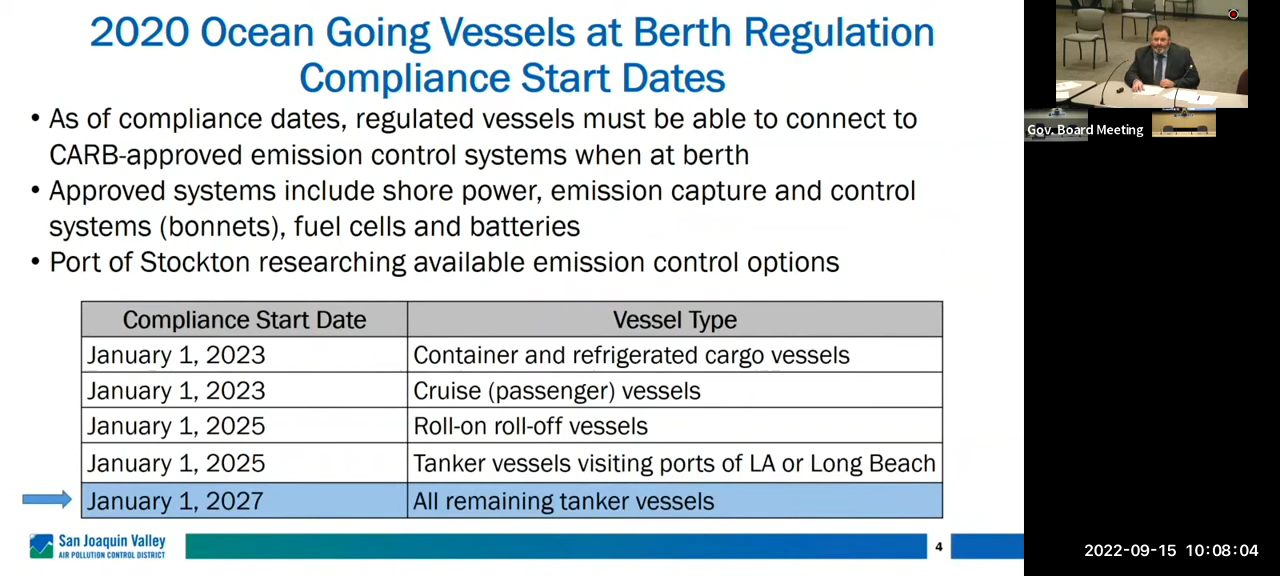 2020 Ocean Going Vessels at Berth Regulation
Compliance Start Dates
• As of compliance dates, regulated vessels must be able to connect to
CARB-approved emission control systems when at berth
• Approved systems include shore power, emission capture and control
systems (bonnets), fuel cells and batteries
• Port of Stockton researching available emission control options
Compliance Start Date Vessel Type
January 1, 2023 Container and refrigerated cargo vessels
January 1, 2023 Cruise (passenger) vessels
January 1, 2025 Roll-on roll-off vessels
January 1, 2025 Tanker vessels visiting ports of LA or Long Beach
January 1, 2027 All remaining tanker vessels
San Joaquin Valley
AIR POLLUTION CONTROL DISTRICT
4
Gov. Board Meeting
2022-09-15 10:08:04